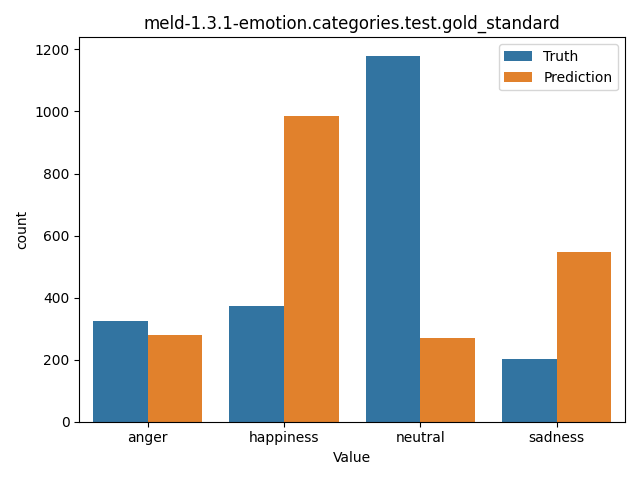 meld-1.3.1-emotion.categories.test.gold_standard
Truth
Prediction
1200
1000
800
600
400
200
0
count
anger happiness neutral sadness
Value